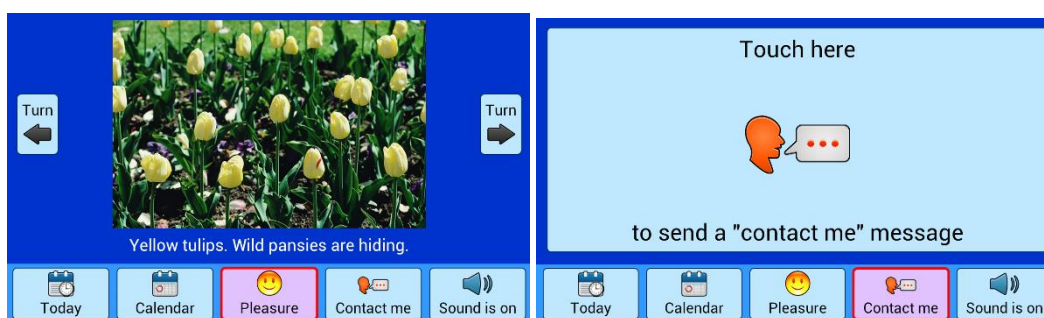 Turn
Turn
Yellow tulips. Wild pansies are hiding.
Today Calendar Pleasure Contact me Sound is on
Touch here
to send a "contact me" message
Today Calendar Pleasure Contact me Sound is on